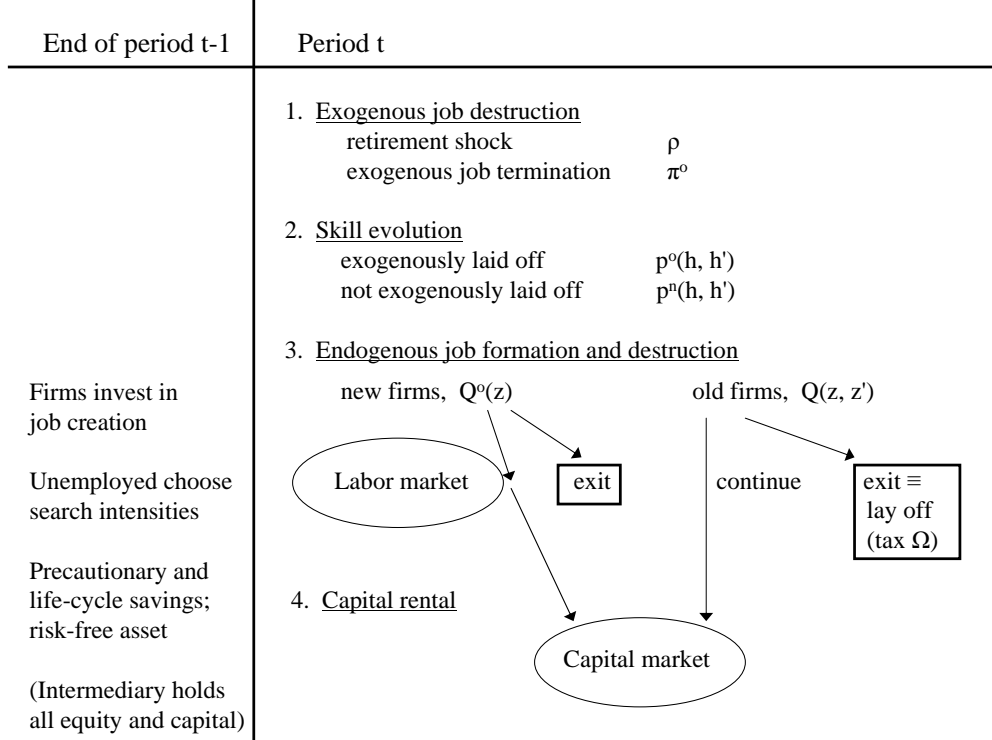 End of period t-1
Period t
1. Exogenous job destruction
retirement shock ρ
exogenous job termination πᵒ
2. Skill evolution
exogenously laid off pᵒ(h, h')
not exogenously laid off pⁿ(h, h')
3. Endogenous job formation and destruction
Firms invest in
job creation
new firms, Qᵒ(z)
old firms, Q(z, z')
Unemployed choose
search intensities
Labor market
exit
continue
exit ≡
lay off
(tax Ω)
Precautionary and
life-cycle savings;
risk-free asset
4. Capital rental
Capital market
(Intermediary holds
all equity and capital)